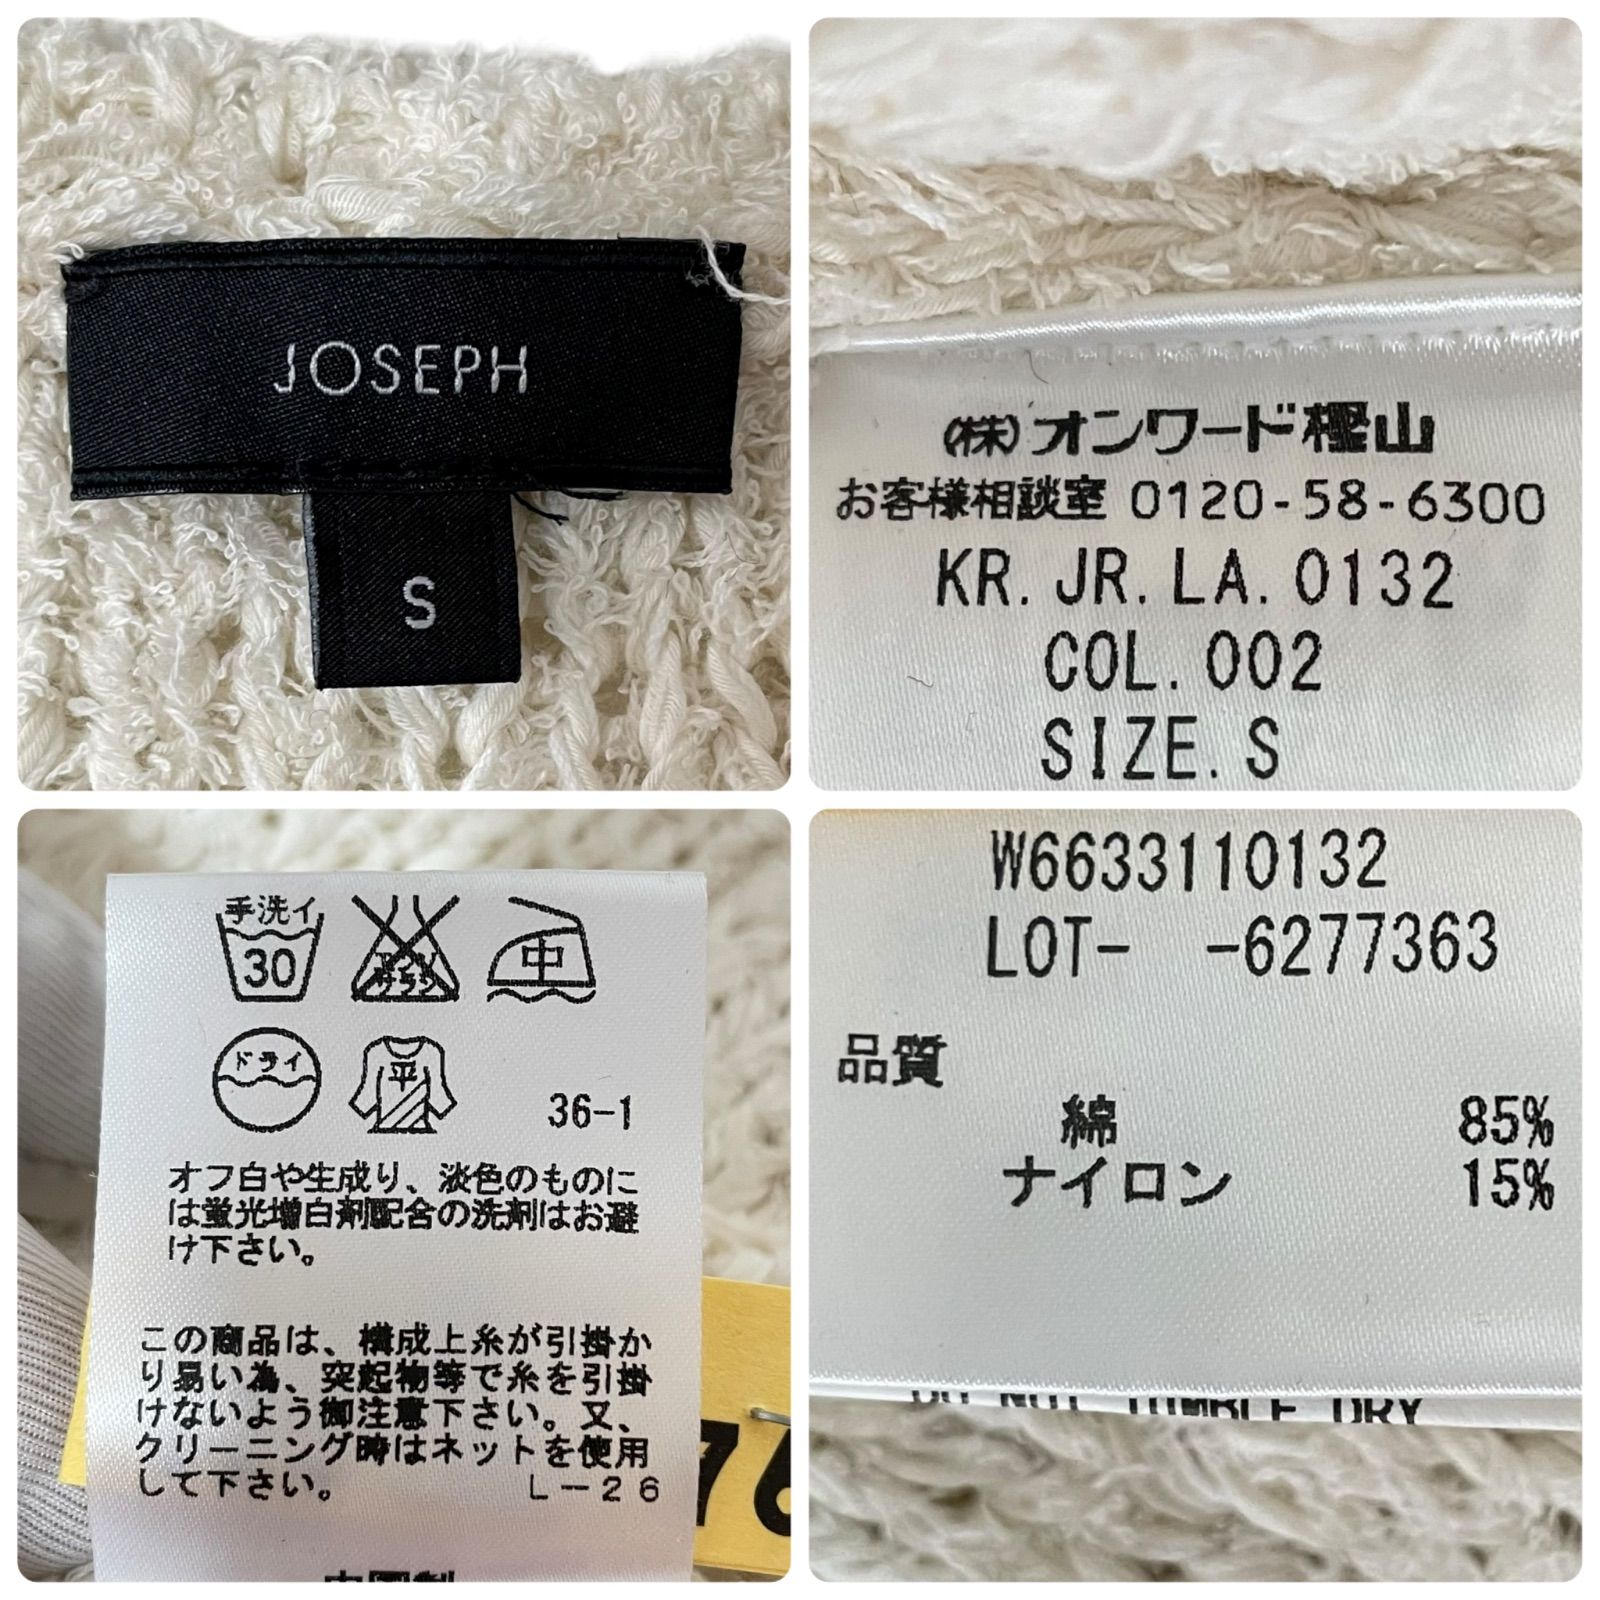 JOSEPH
S
(株)オンワード樫山
お客様相談室 0120-58-6300
KR. JR. LA. 0132
COL. 002
SIZE. S
手洗イ
30
中
ドライ
平
36-1
オフ白や生成り、淡色のものに
は蛍光増白剤配合の洗剤はお避
け下さい。
この商品は、構成上糸が引掛か
り易い為、突起物等で糸を引掛
けないよう御注意下さい。又、
クリーニング時はネットを使用
して下さい。 L-26
76
W6633110132
LOT- -6277363
品質
綿 85%
ナイロン 15%
DO NOT TUMBLE DRY